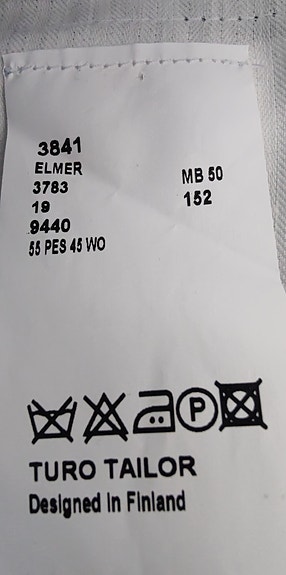 3841
ELMER
3783 MB 50
19 152
9440
55 PES 45 WO
P
TURO TAILOR
Designed in Finland